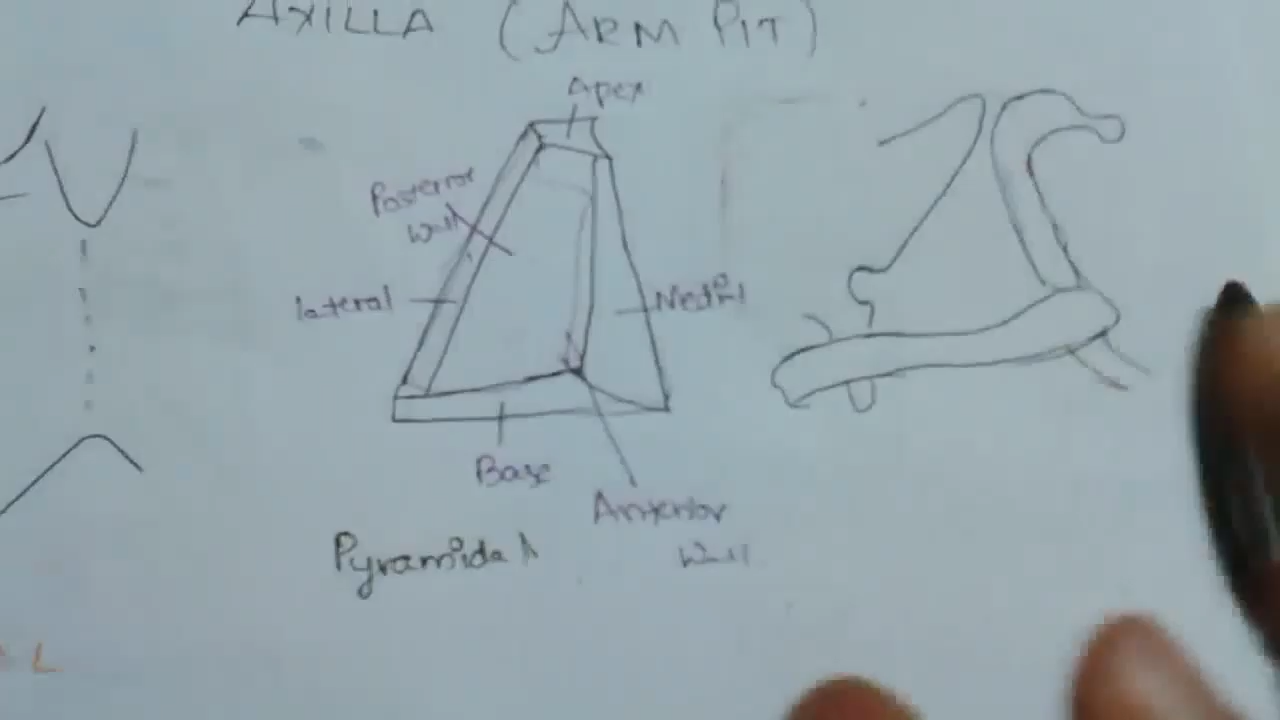 AXILLA (ARM PIT)
Apex
Posterior
Wall
lateral
Medial
Base
Anterior
Wall
Pyramidal
L